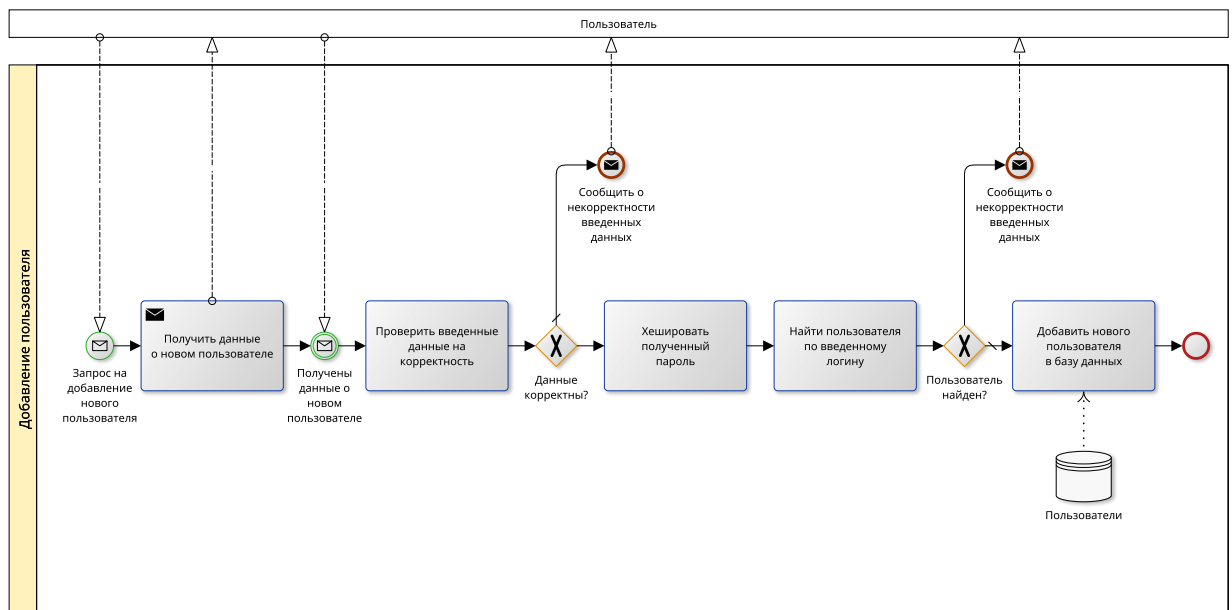 Пользователь
Добавление пользователя
Сообщить о
некорректности
введенных
данных
Сообщить о
некорректности
введенных
данных
Запрос на
добавление
нового
пользователя
Получить данные
о новом пользователе
Получены
данные о
новом
пользователе
Проверить введенные
данные на
корректность
Данные
корректны?
Хешировать
полученный
пароль
Найти пользователя
по введенному
логину
Пользователь
найден?
Добавить нового
пользователя
в базу данных
Пользователи